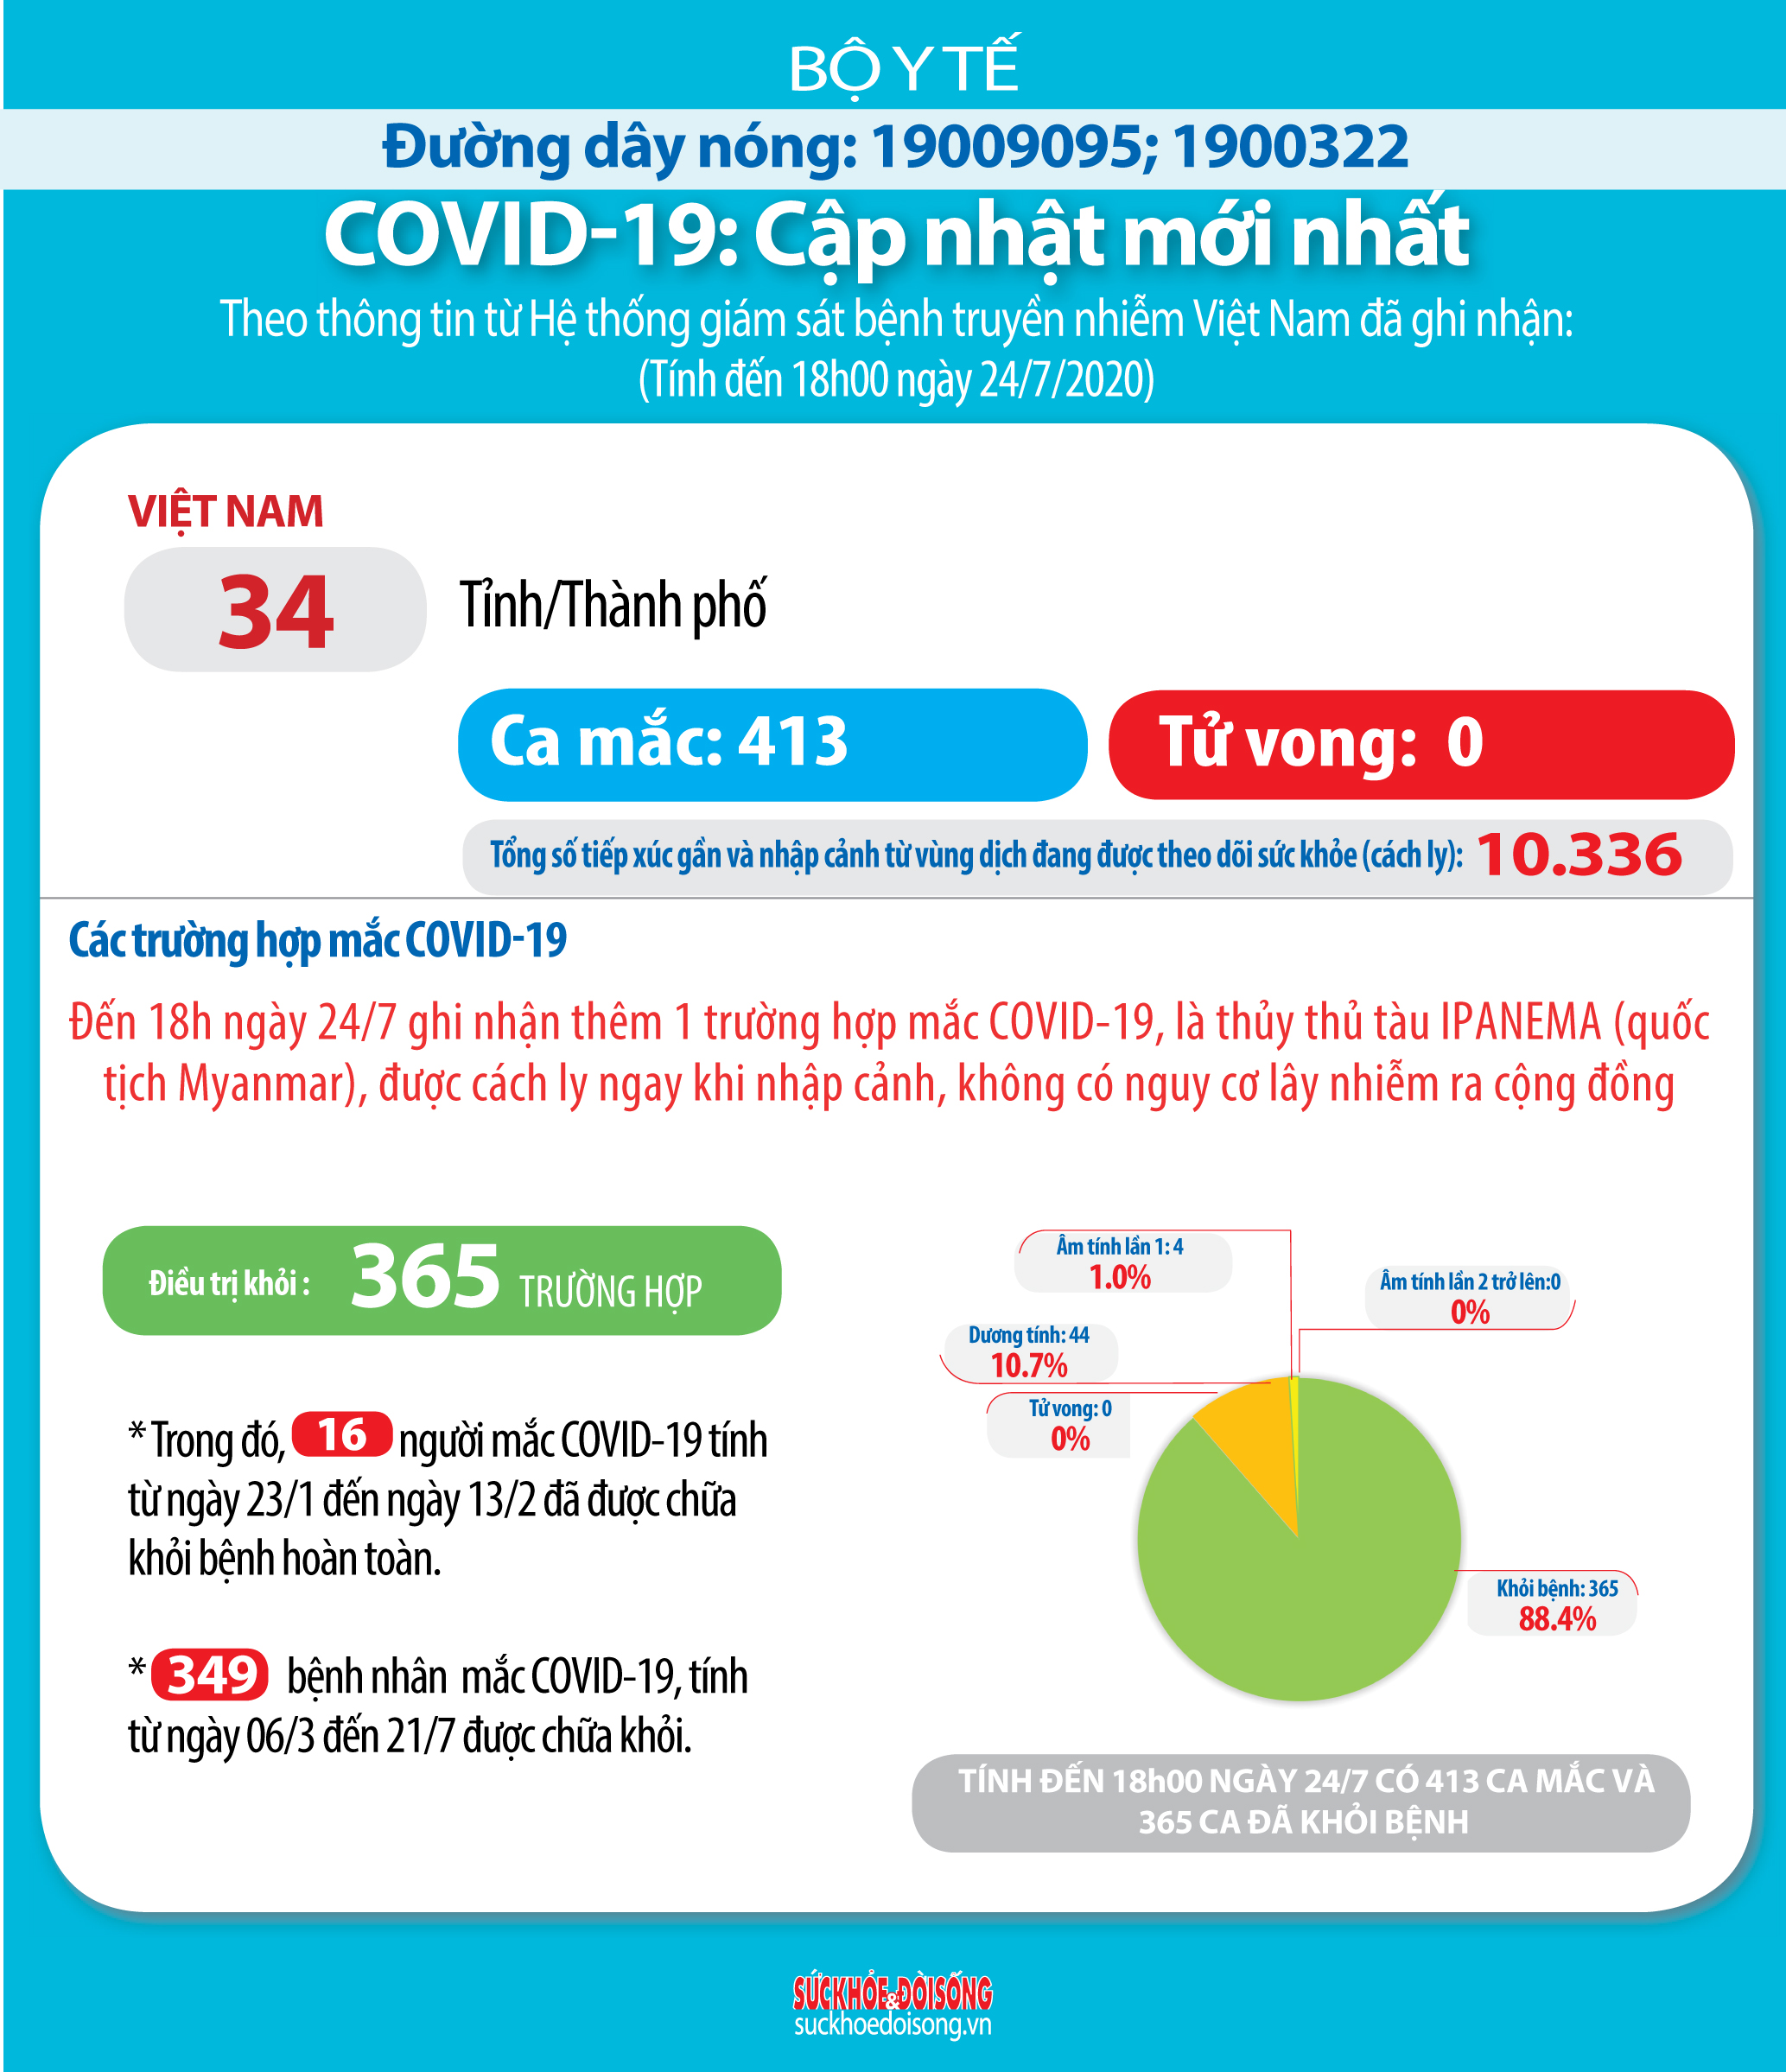 BỘ Y TẾ
Đường dây nóng: 19009095; 1900322
COVID-19: Cập nhật mới nhất
Theo thông tin từ Hệ thống giám sát bệnh truyền nhiễm Việt Nam đã ghi nhận:
(Tính đến 18h00 ngày 24/7/2020)
VIỆT NAM
34 Tỉnh/Thành phố
Ca mắc: 413
Tử vong: 0
Tổng số tiếp xúc gần và nhập cảnh từ vùng dịch đang được theo dõi sức khỏe (cách ly): 10.336
Các trường hợp mắc COVID-19
Đến 18h ngày 24/7 ghi nhận thêm 1 trường hợp mắc COVID-19, là thủy thủ tàu IPANEMA (quốc
tịch Myanmar), được cách ly ngay khi nhập cảnh, không có nguy cơ lây nhiễm ra cộng đồng
Điều trị khỏi : 365 TRƯỜNG HỢP
* Trong đó, 16 người mắc COVID-19 tính
từ ngày 23/1 đến ngày 13/2 đã được chữa
khỏi bệnh hoàn toàn.
* 349 bệnh nhân mắc COVID-19, tính
từ ngày 06/3 đến 21/7 được chữa khỏi.
Âm tính lần 1: 4
1.0%
Âm tính lần 2 trở lên:0
0%
Dương tính: 44
10.7%
Tử vong: 0
0%
Khỏi bệnh: 365
88.4%
TÍNH ĐẾN 18h00 NGÀY 24/7 CÓ 413 CA MẮC VÀ
365 CA ĐÃ KHỎI BỆNH
SỨC KHỎE & ĐỜI SỐNG
suckhoedoisong.vn